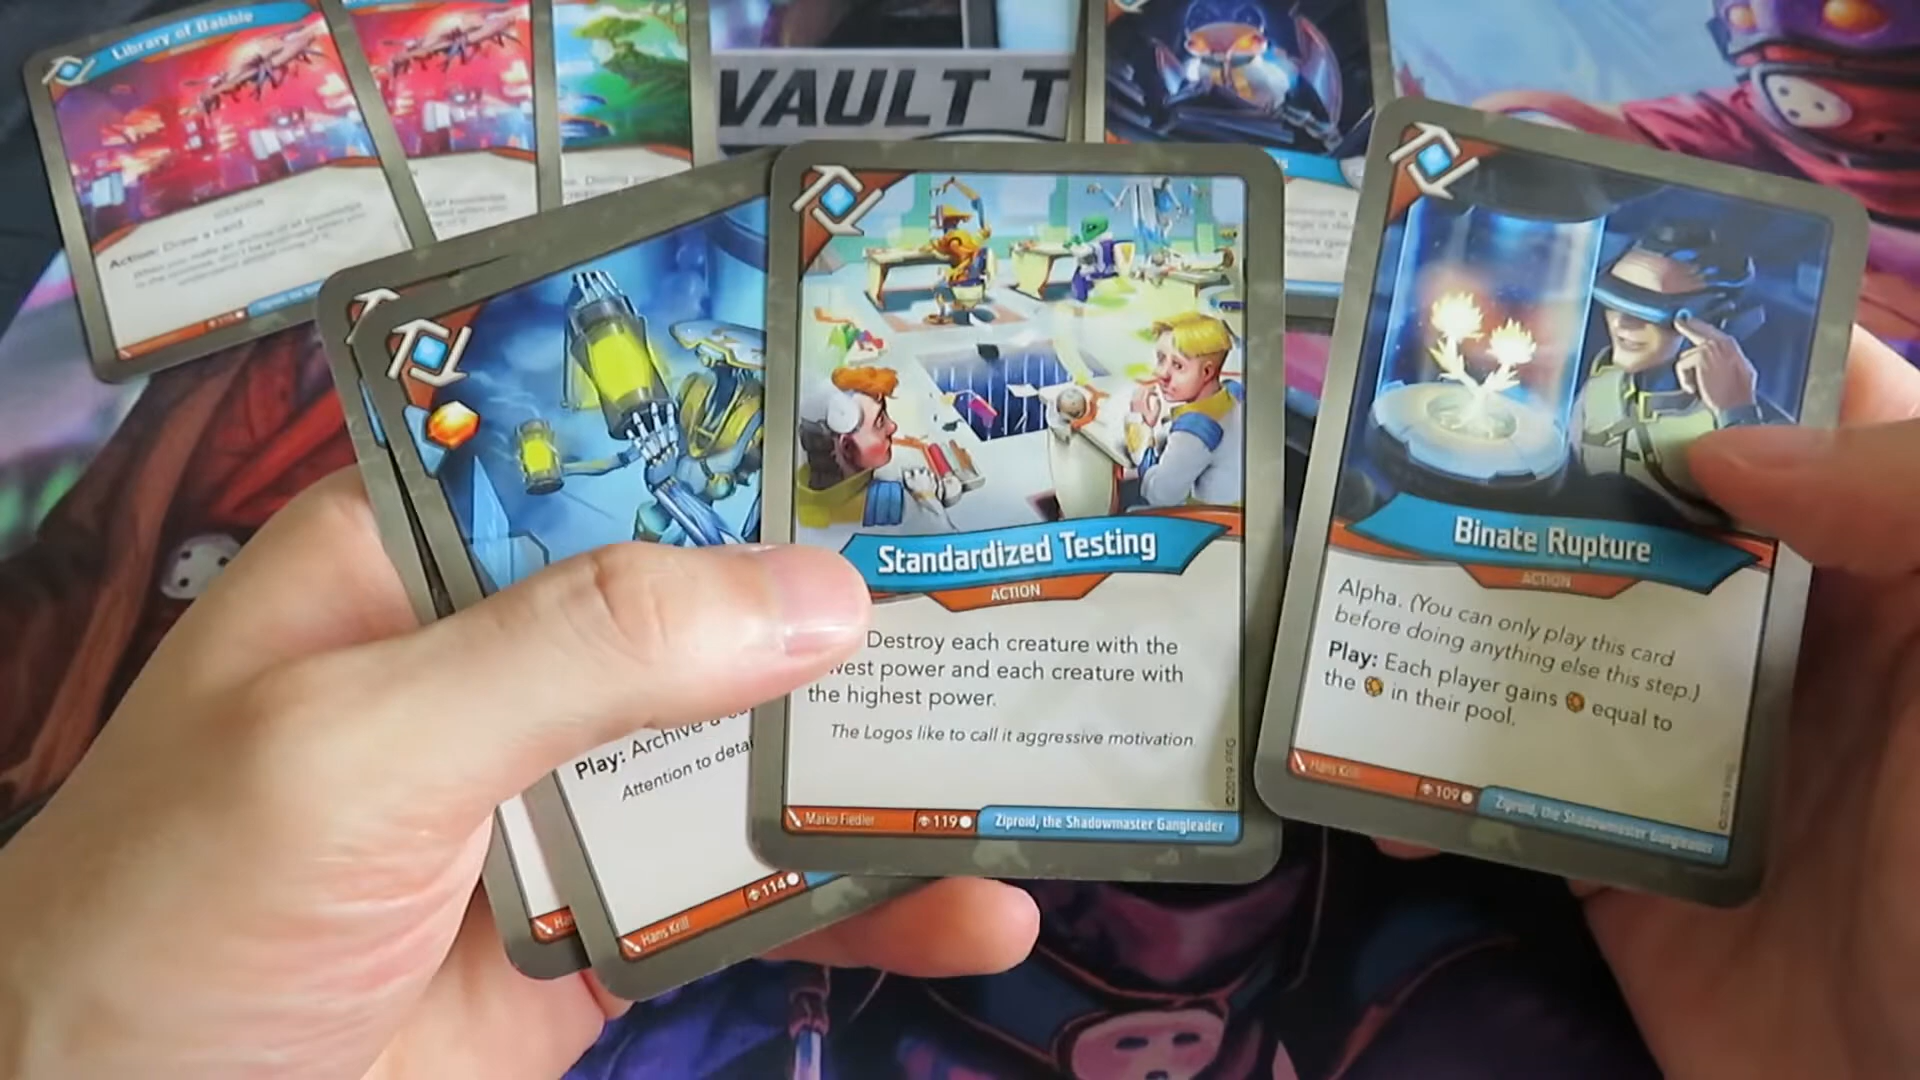 Library of Babble
LOCATION
Action: Draw a card.
VAULT T
Play: Archive a
Attention to detai
Hans Krill
114
Standardized Testing
ACTION
Destroy each creature with the
west power and each creature with
the highest power.
The Logos like to call it aggressive motivation.
Marko Fiedler
119
Ziproid, the Shadowmaster Gangleader
Binate Rupture
ACTION
Alpha. (You can only play this card
before doing anything else this step.)
Play: Each player gains equal to
the in their pool.
Hans Krill
109
Ziproid, the Shadowmaster Gangleader